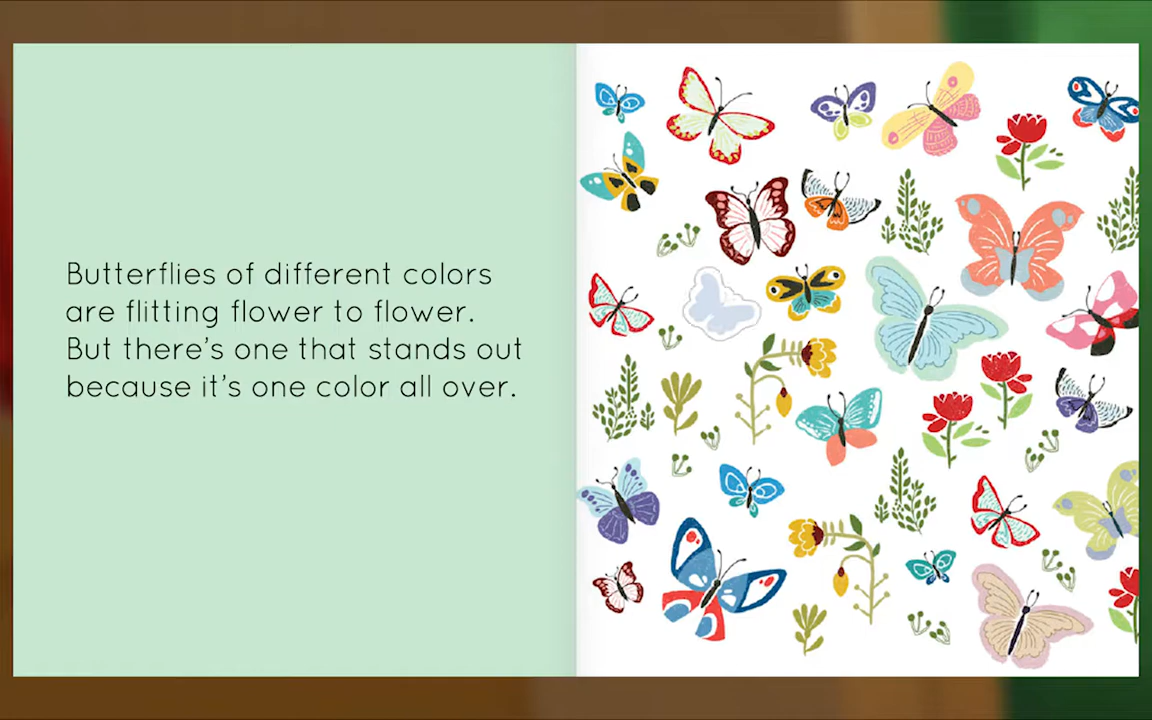 Butterflies of different colors
are flitting flower to flower.
But there's one that stands out
because it's one color all over.